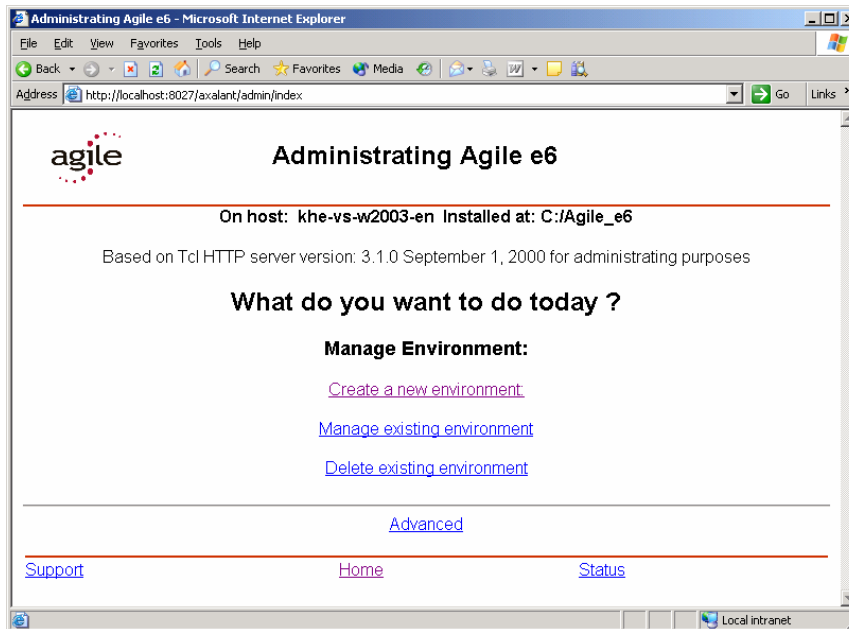 Administrating Agile e6 - Microsoft Internet Explorer
File Edit View Favorites Tools Help
Back Search Favorites Media
Address http://localhost:8027/axalant/admin/index Go Links
agile
Administrating Agile e6
On host: khe-vs-w2003-en Installed at: C:/Agile_e6
Based on Tcl HTTP server version: 3.1.0 September 1, 2000 for administrating purposes
What do you want to do today ?
Manage Environment:
Create a new environment:
Manage existing environment
Delete existing environment
Advanced
Support Home Status
Local intranet